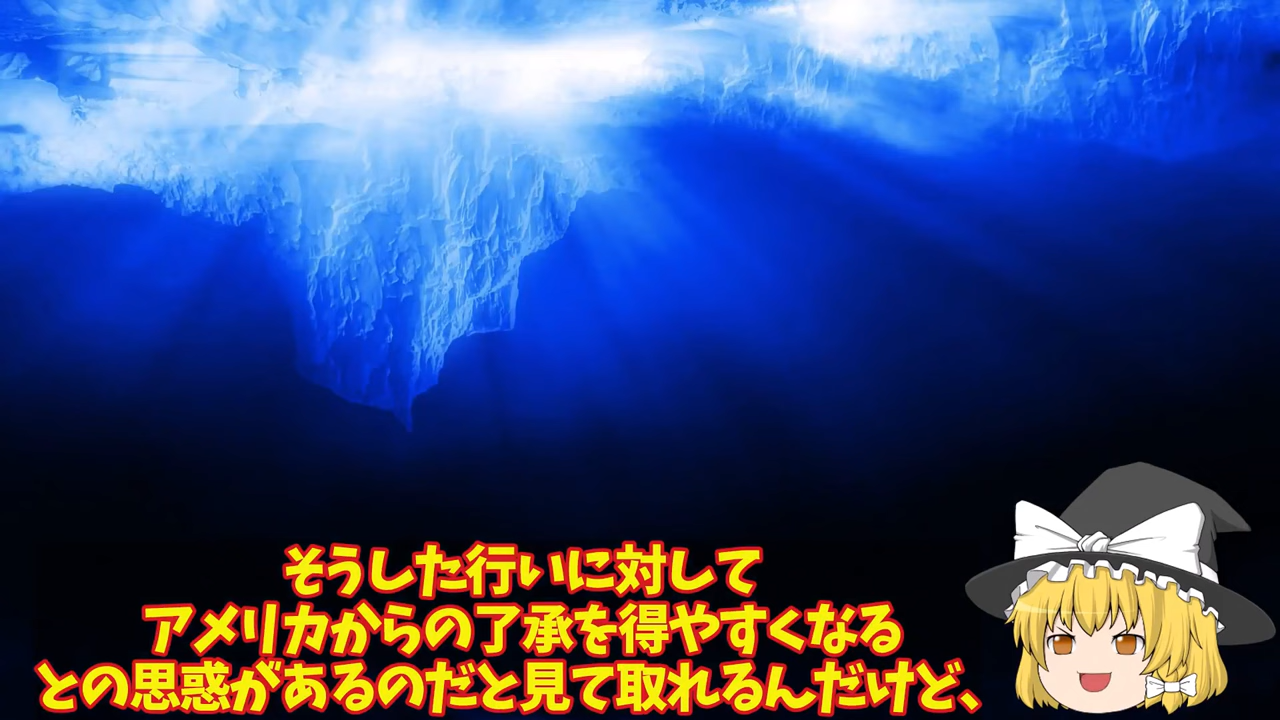 そうした行いに対して
アメリカからの了承を得やすくなる
との思惑があるのだと見て取れるんだけど、